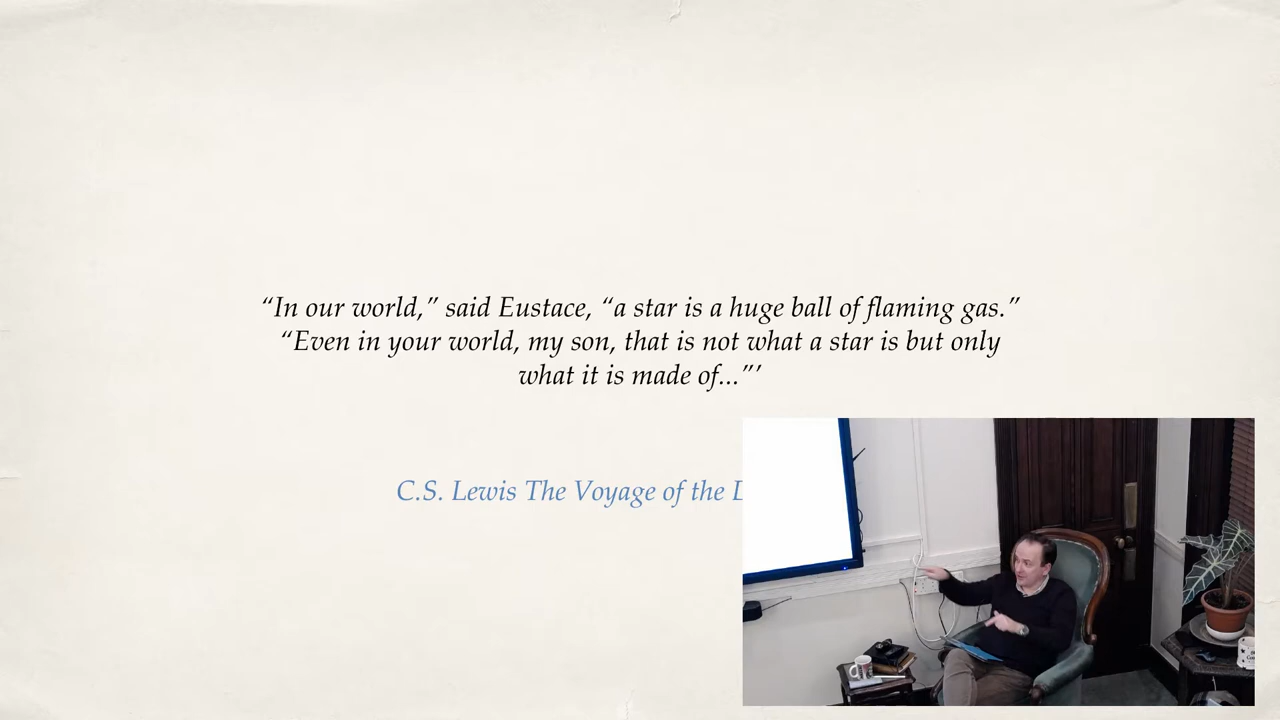 “In our world,” said Eustace, “a star is a huge ball of flaming gas.”
“Even in your world, my son, that is not what a star is but only
what it is made of...”’
C.S. Lewis The Voyage of the